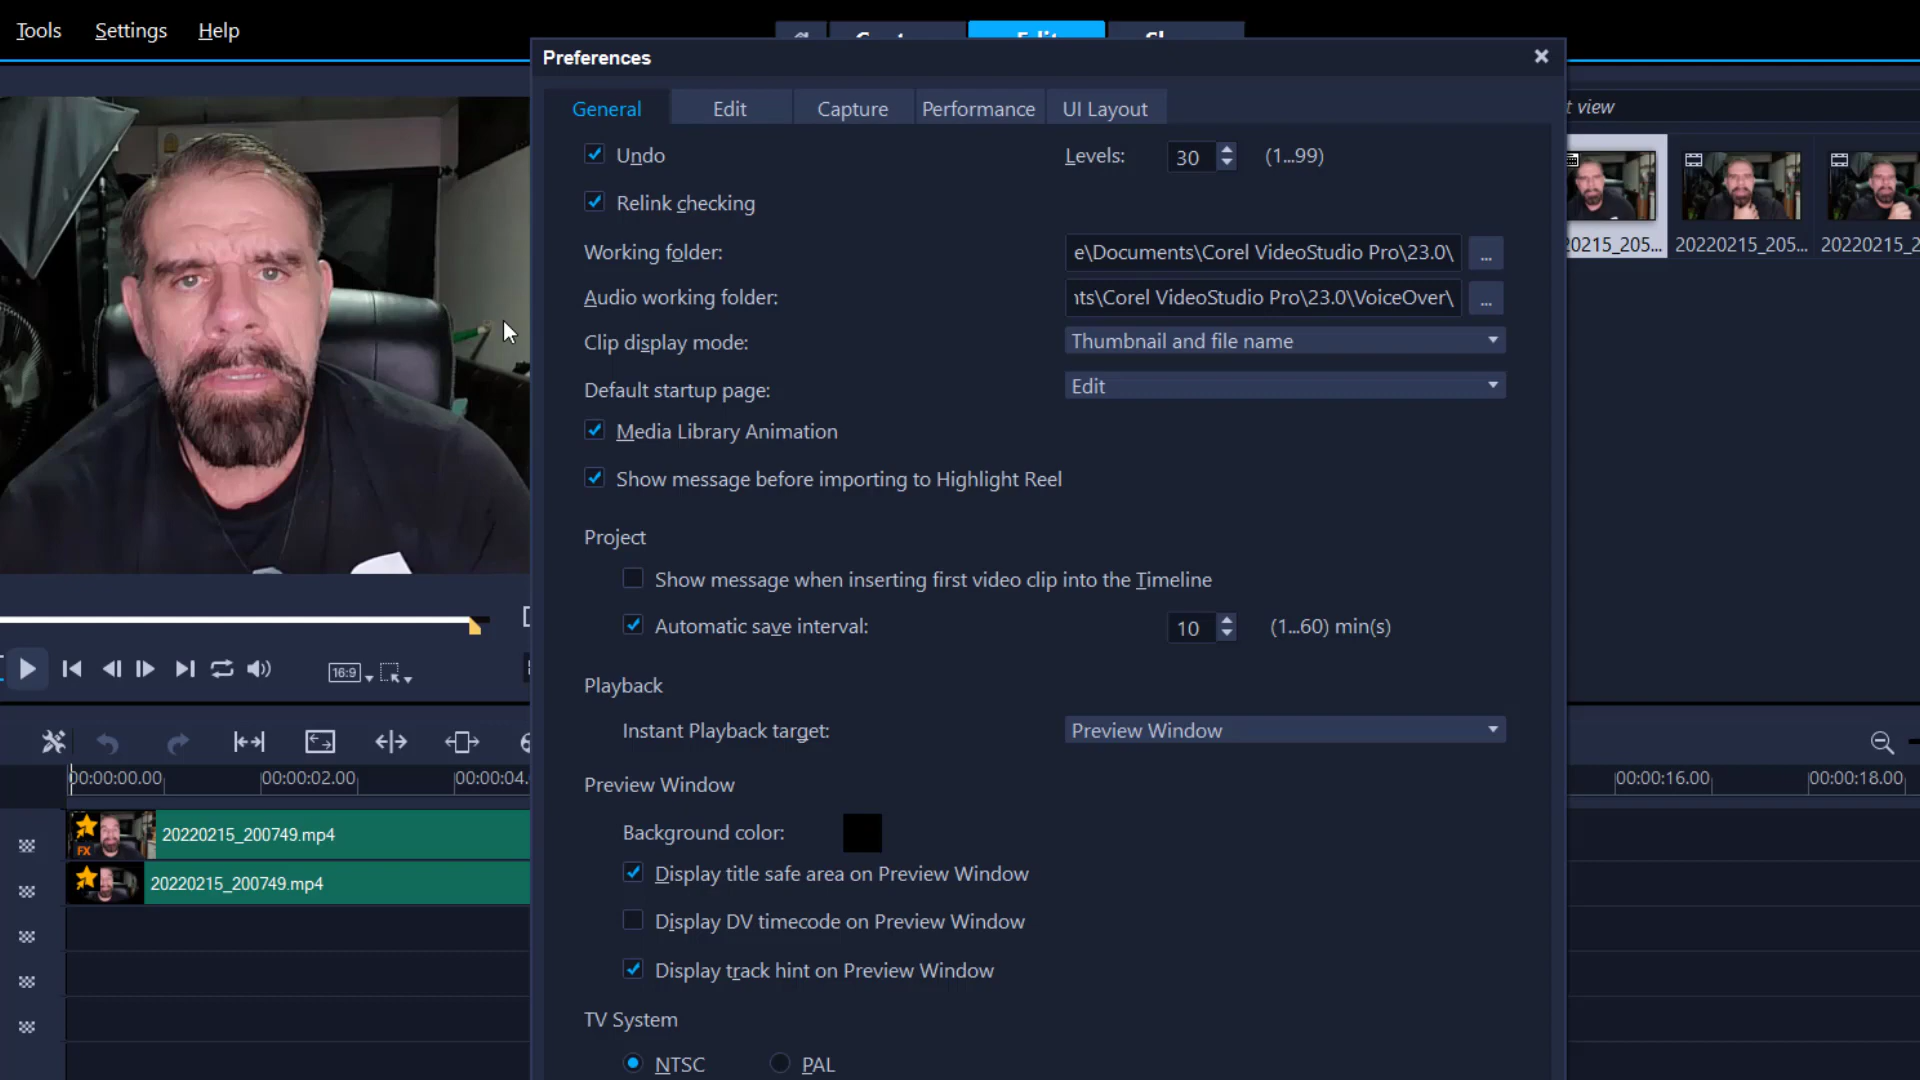 Tools Settings Help
Edit
Preferences
General Edit Capture Performance UI Layout
t view
Undo Levels: 30 (1...99)
Relink checking
20215_205... 20220215_205... 2022021
Working folder: e\Documents\Corel VideoStudio Pro\23.0\ ...
Audio working folder: nts\Corel VideoStudio Pro\23.0\VoiceOver\ ...
Clip display mode: Thumbnail and file name
Default startup page: Edit
Media Library Animation
Show message before importing to Highlight Reel
Project
Show message when inserting first video clip into the Timeline
Automatic save interval: 10 (1...60) min(s)
16:9
Playback
Instant Playback target: Preview Window
00:00:00.00 00:00:02.00 00:00:04. 00:00:16.00 00:00:18.00
Preview Window
FX 20220215_200749.mp4
Background color:
Display title safe area on Preview Window
20220215_200749.mp4
Display DV timecode on Preview Window
Display track hint on Preview Window
TV System
NTSC PAL